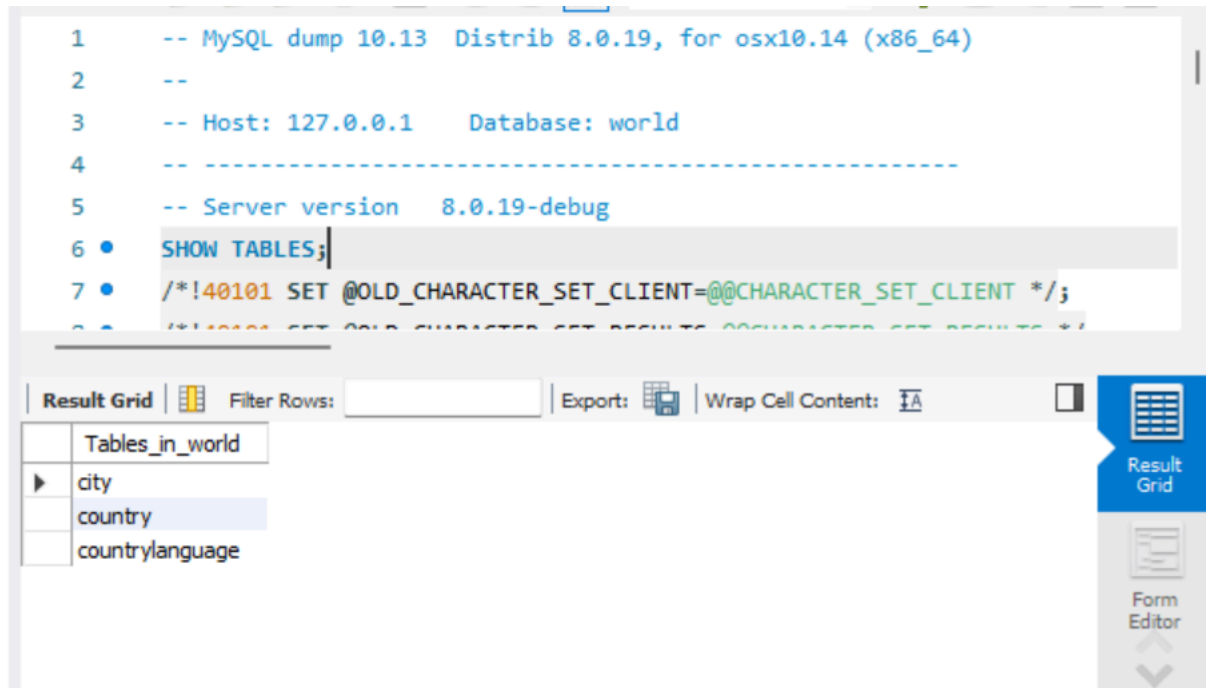 1 -- MySQL dump 10.13  Distrib 8.0.19, for osx10.14 (x86_64)
2 --
3 -- Host: 127.0.0.1    Database: world
4 -- ------------------------------------------------------
5 -- Server version   8.0.19-debug
6 SHOW TABLES;
7 /*!40101 SET @OLD_CHARACTER_SET_CLIENT=@@CHARACTER_SET_CLIENT */;
Result Grid Filter Rows: Export: Wrap Cell Content: IA
Tables_in_world
city
country
countrylanguage
Result
Grid
Form
Editor